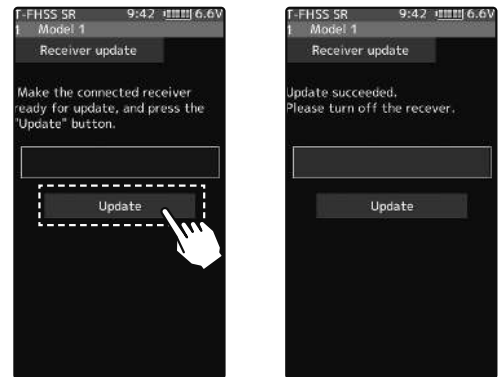 T-FHSS SR 9:42 6.6V
1 Model 1
Receiver update
Make the connected receiver
ready for update, and press the
"Update" button.
Update
T-FHSS SR 9:42 6.6V
1 Model 1
Receiver update
Update succeeded.
Please turn off the recever.
Update